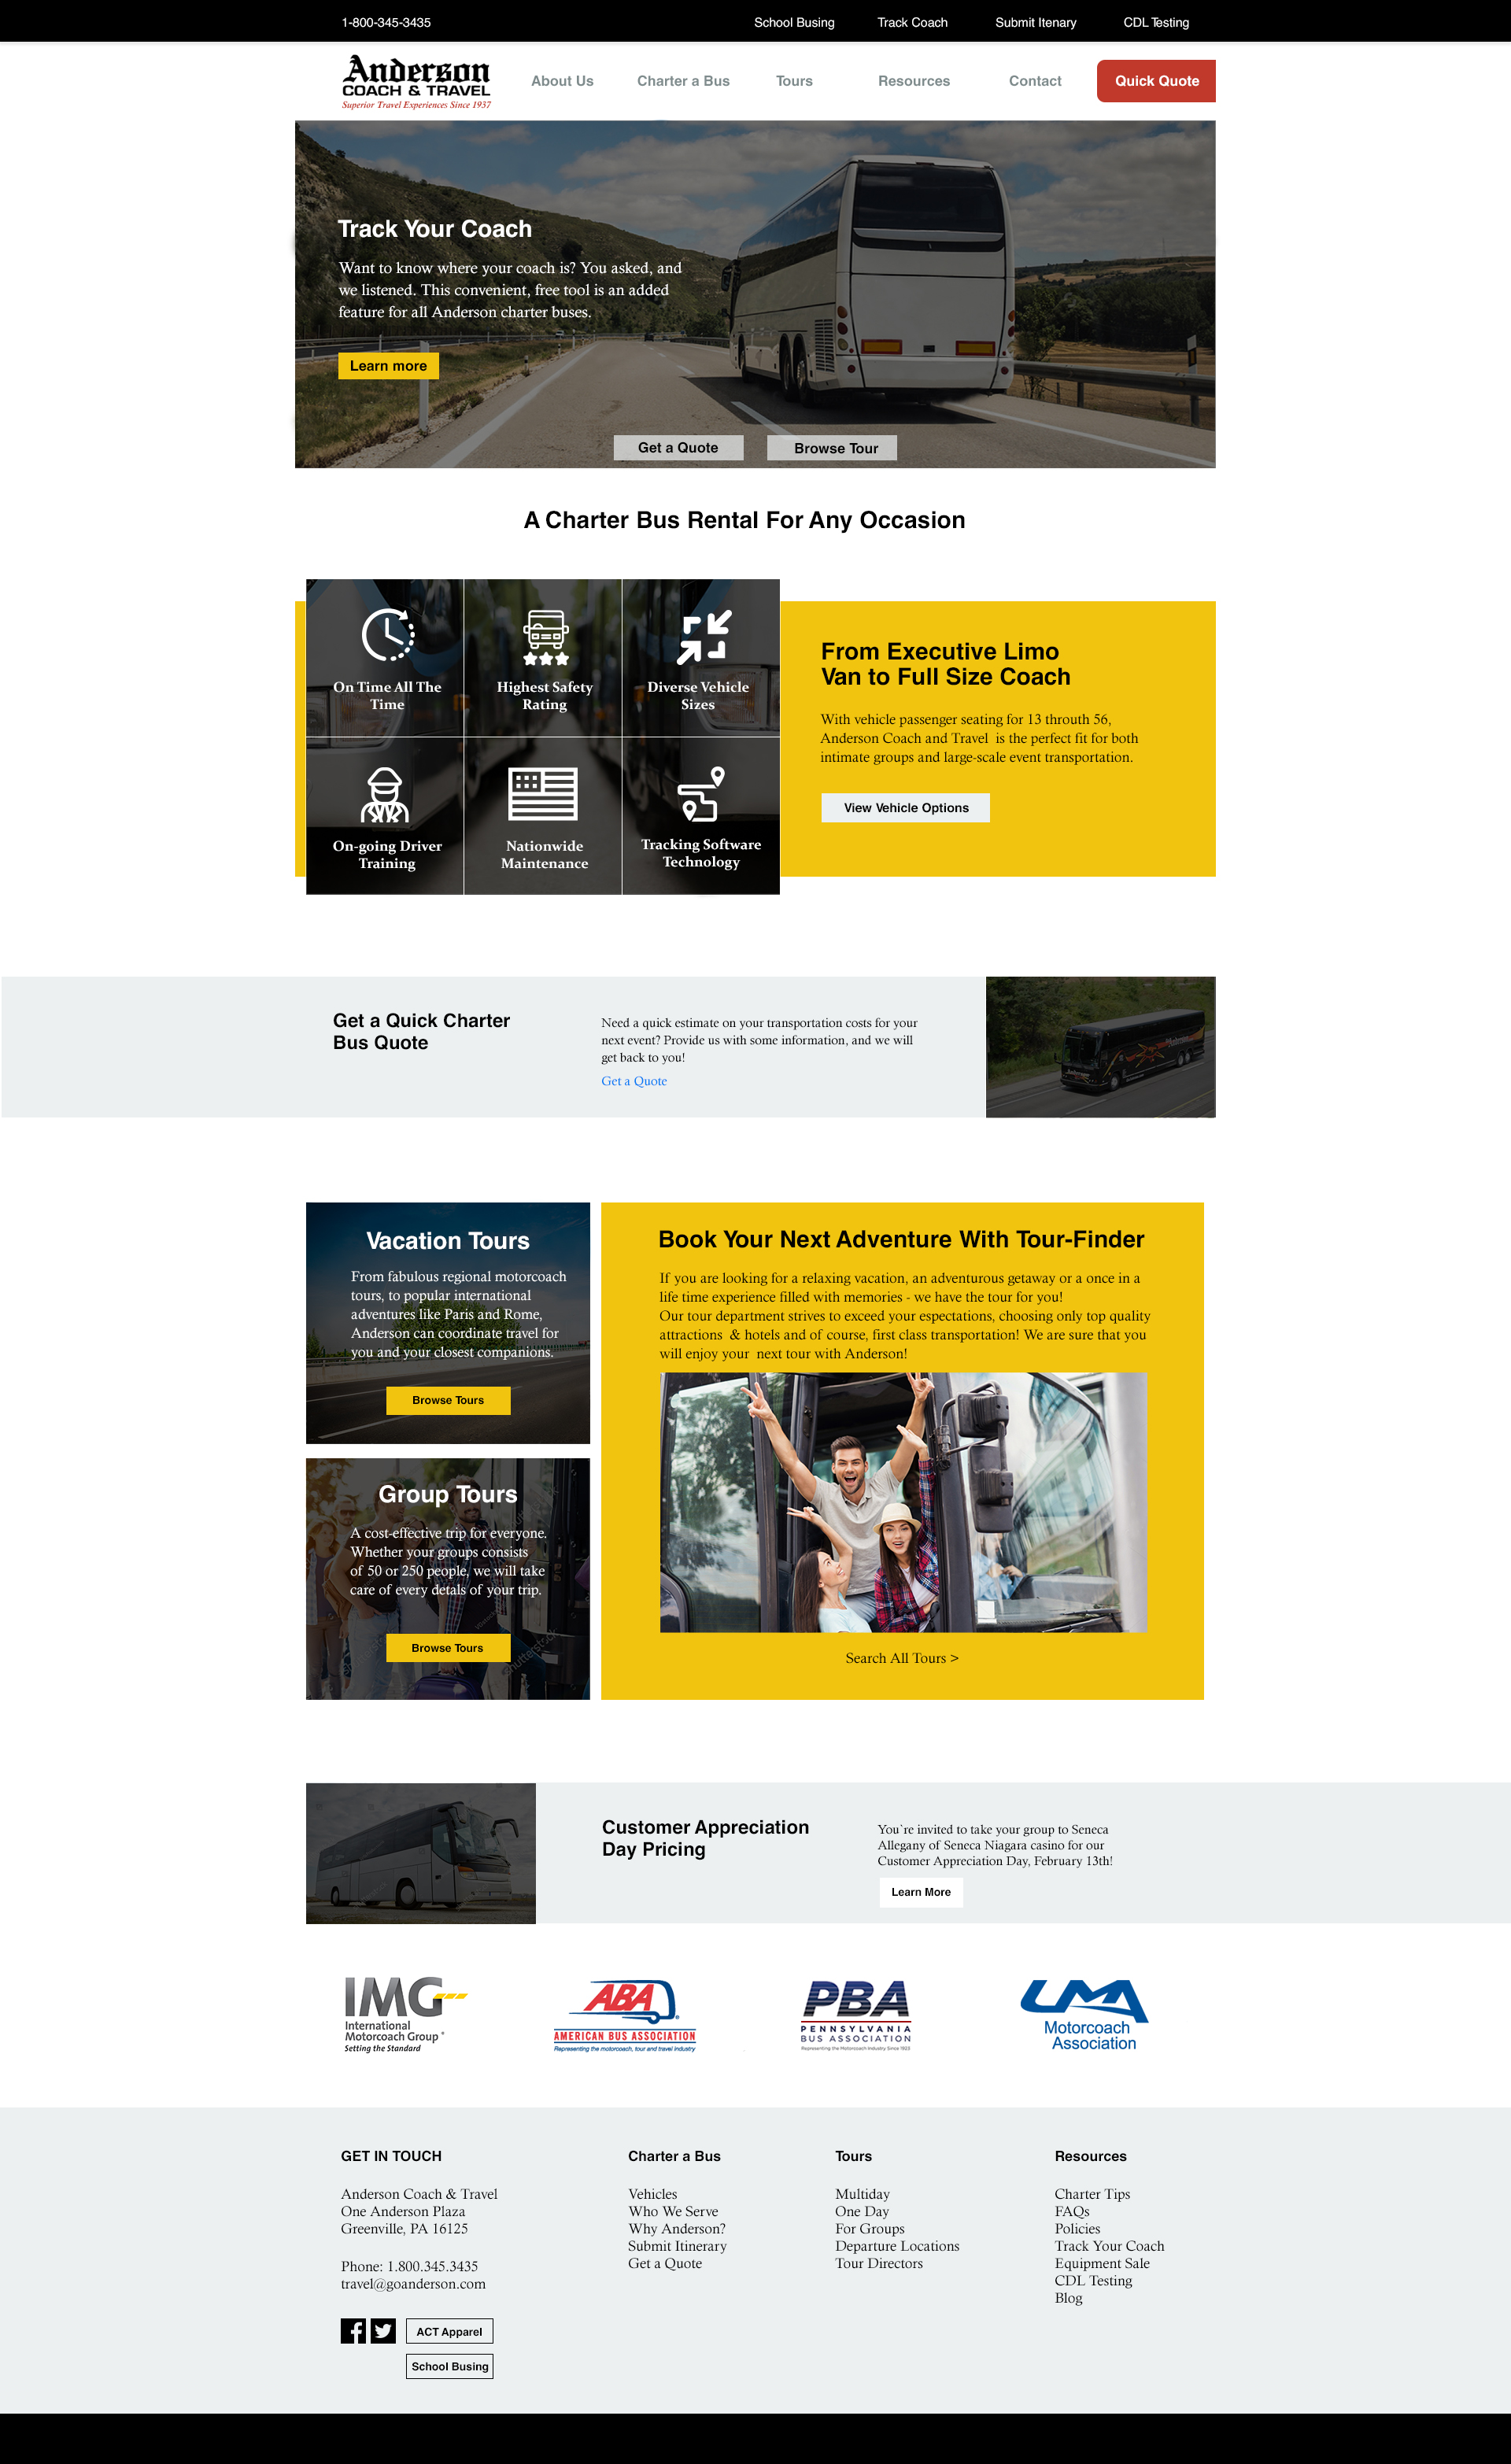 1-800-345-3435
School Busing
Track Coach
Submit Itenary
CDL Testing
Anderson
COACH & TRAVEL
Superior Travel Experiences Since 1937
About Us
Charter a Bus
Tours
Resources
Contact
Quick Quote
Track Your Coach
Want to know where your coach is? You asked, and
we listened. This convenient, free tool is an added
feature for all Anderson charter buses.
Learn more
Get a Quote
Browse Tour
A Charter Bus Rental For Any Occasion
On Time All The
Time
Highest Safety
Rating
Diverse Vehicle
Sizes
On-going Driver
Training
Nationwide
Maintenance
Tracking Software
Technology
From Executive Limo
Van to Full Size Coach
With vehicle passenger seating for 13 throuth 56,
Anderson Coach and Travel  is the perfect fit for both
intimate groups and large-scale event transportation.
View Vehicle Options
Get a Quick Charter
Bus Quote
Need a quick estimate on your transportation costs for your
next event? Provide us with some information, and we will
get back to you!
Get a Quote
Vacation Tours
From fabulous regional motorcoach
tours, to popular international
adventures like Paris and Rome,
Anderson can coordinate travel for
you and your closest companions.
Browse Tours
Group Tours
A cost-effective trip for everyone.
Whether your groups consists
of 50 or 250 people, we will take
care of every detals of your trip.
Browse Tours
Book Your Next Adventure With Tour-Finder
If you are looking for a relaxing vacation, an adventurous getaway or a once in a
life time experience filled with memories - we have the tour for you!
Our tour department strives to exceed your espectations, choosing only top quality
attractions  & hotels and of course, first class transportation! We are sure that you
will enjoy your  next tour with Anderson!
Search All Tours >
Customer Appreciation
Day Pricing
You`re invited to take your group to Seneca
Allegany of Seneca Niagara casino for our
Customer Appreciation Day, February 13th!
Learn More
IMG
International
Motorcoach Group®
Setting the Standard
ABA®
AMERICAN BUS ASSOCIATION
Representing the motorcoach, tour and travel industry
PBA
PENNSYLVANIA
BUS ASSOCIATION
Representing the Motorcoach Industry Since 1923
UMA
Motorcoach
Association
GET IN TOUCH
Anderson Coach & Travel
One Anderson Plaza
Greenville, PA 16125
Phone: 1.800.345.3435
travel@goanderson.com
ACT Apparel
School Busing
Charter a Bus
Vehicles
Who We Serve
Why Anderson?
Submit Itinerary
Get a Quote
Tours
Multiday
One Day
For Groups
Departure Locations
Tour Directors
Resources
Charter Tips
FAQs
Policies
Track Your Coach
Equipment Sale
CDL Testing
Blog